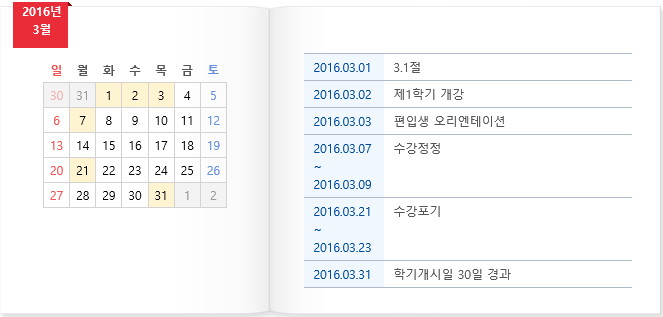 2016년
3월
일 월 화 수 목 금 토
30 31 1 2 3 4 5
6 7 8 9 10 11 12
13 14 15 16 17 18 19
20 21 22 23 24 25 26
27 28 29 30 31 1 2
2016.03.01 3.1절
2016.03.02 제1학기 개강
2016.03.03 편입생 오리엔테이션
2016.03.07 수강정정
~
2016.03.09
2016.03.21 수강포기
~
2016.03.23
2016.03.31 학기개시일 30일 경과